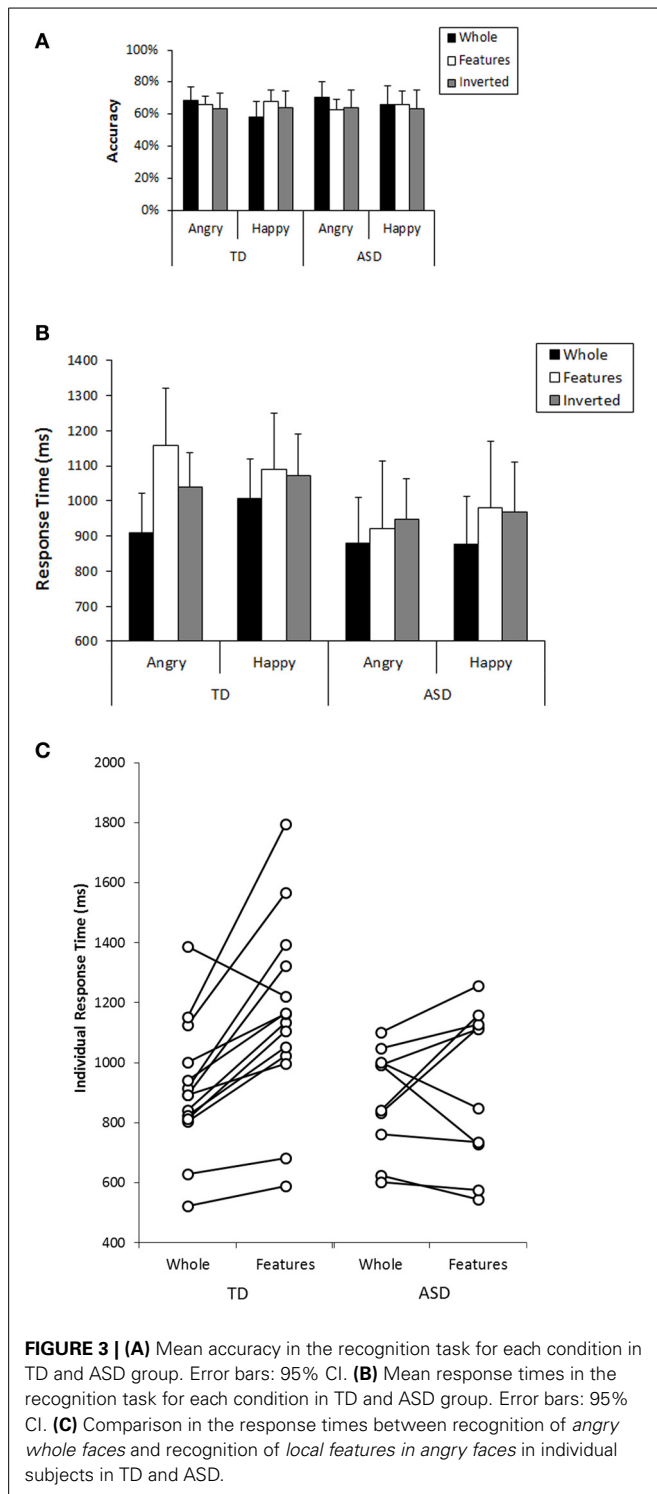 A
Whole
Features
Inverted
100%
80%
60%
40%
20%
0%
Accuracy
Angry Happy Angry Happy
TD ASD
B
Whole
Features
Inverted
1400
1300
1200
1100
1000
900
800
700
600
Response Time (ms)
Angry Happy Angry Happy
TD ASD
C
2000
1800
1600
1400
1200
1000
800
600
400
Individual Response Time (ms)
Whole Features Whole Features
TD ASD
FIGURE 3 | (A) Mean accuracy in the recognition task for each condition in
TD and ASD group. Error bars: 95% CI. (B) Mean response times in the
recognition task for each condition in TD and ASD group. Error bars: 95%
CI. (C) Comparison in the response times between recognition of angry
whole faces and recognition of local features in angry faces in individual
subjects in TD and ASD.